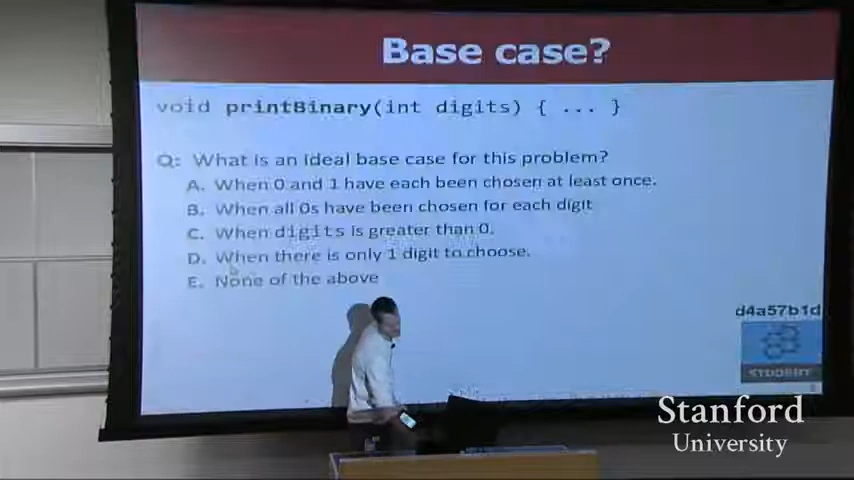 Base case?
void printBinary(int digits) { ... }
Q: What is an ideal base case for this problem?
A. When 0 and 1 have each been chosen at least once.
B. When all 0s have been chosen for each digit
C. When digits is greater than 0.
D. When there is only 1 digit to choose.
E. None of the above
d4a57b1d
STUDENT
Stanford
University